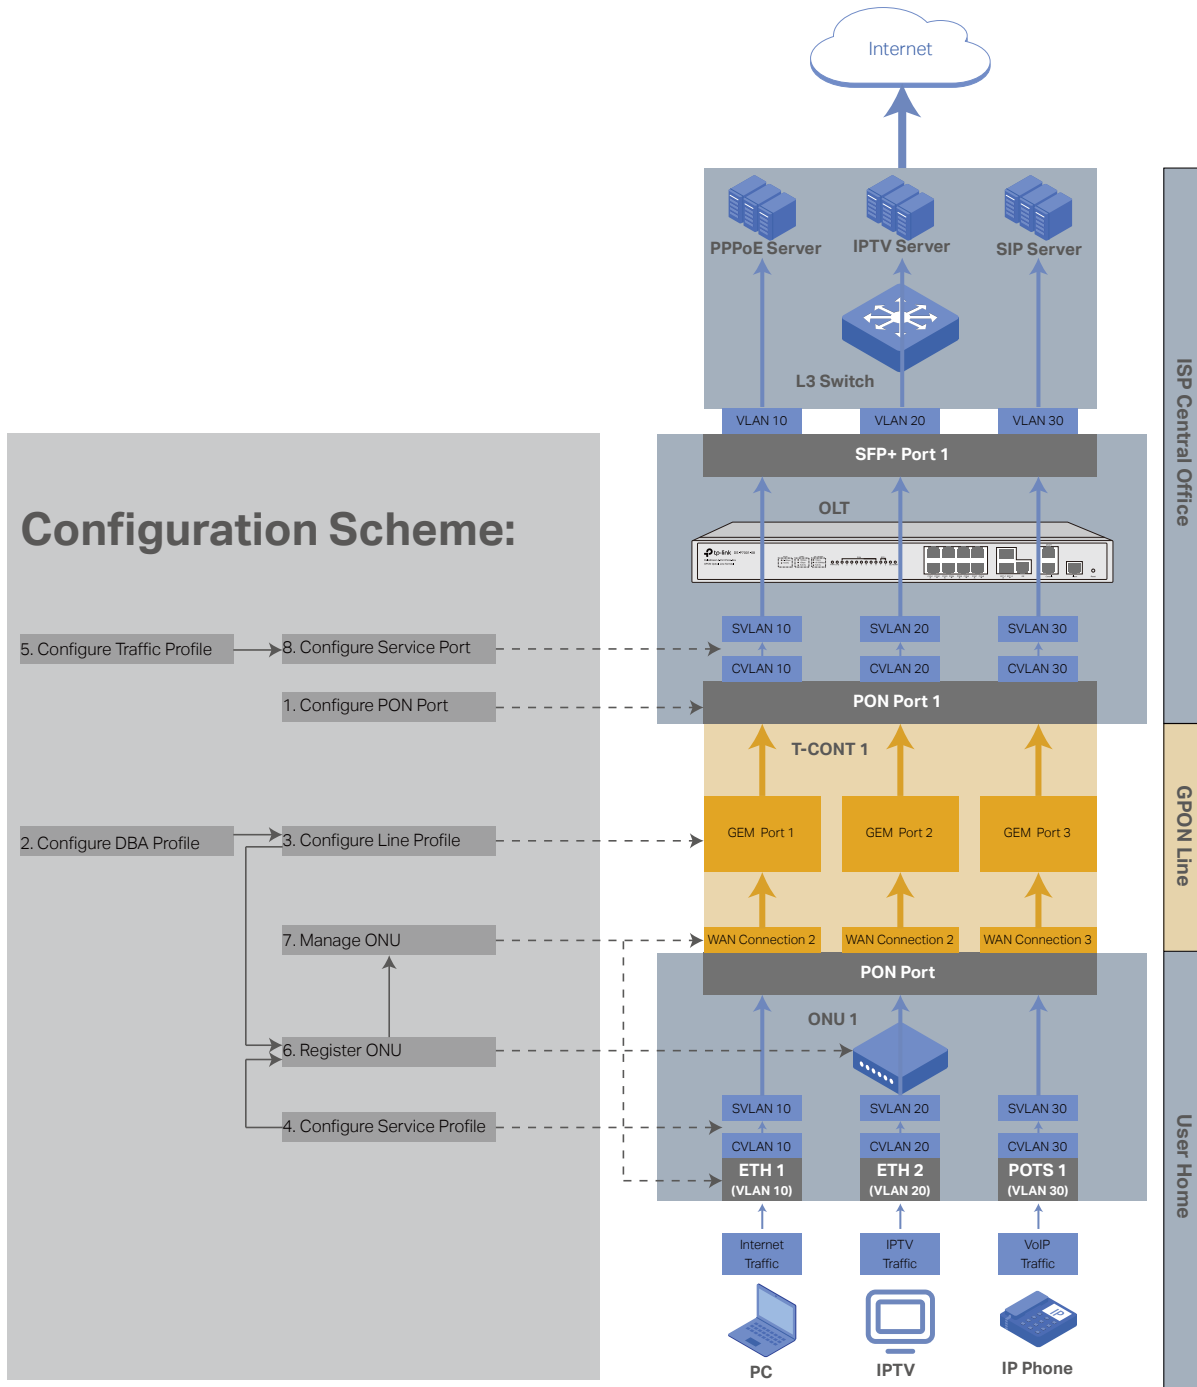 Internet
PPPoE Server
IPTV Server
SIP Server
L3 Switch
VLAN 10
VLAN 20
VLAN 30
SFP+ Port 1
OLT
tp-link
SVLAN 10
SVLAN 20
SVLAN 30
CVLAN 10
CVLAN 20
CVLAN 30
PON Port 1
T-CONT 1
GEM Port 1
GEM Port 2
GEM Port 3
WAN Connection 2
WAN Connection 2
WAN Connection 3
PON Port
ONU 1
SVLAN 10
SVLAN 20
SVLAN 30
CVLAN 10
CVLAN 20
CVLAN 30
ETH 1
(VLAN 10)
ETH 2
(VLAN 20)
POTS 1
(VLAN 30)
Internet
Traffic
IPTV
Traffic
VoIP
Traffic
IP
PC
IPTV
IP Phone
ISP Central Office
GPON Line
User Home
Configuration Scheme:
5. Configure Traffic Profile
8. Configure Service Port
1. Configure PON Port
2. Configure DBA Profile
3. Configure Line Profile
7. Manage ONU
6. Register ONU
4. Configure Service Profile